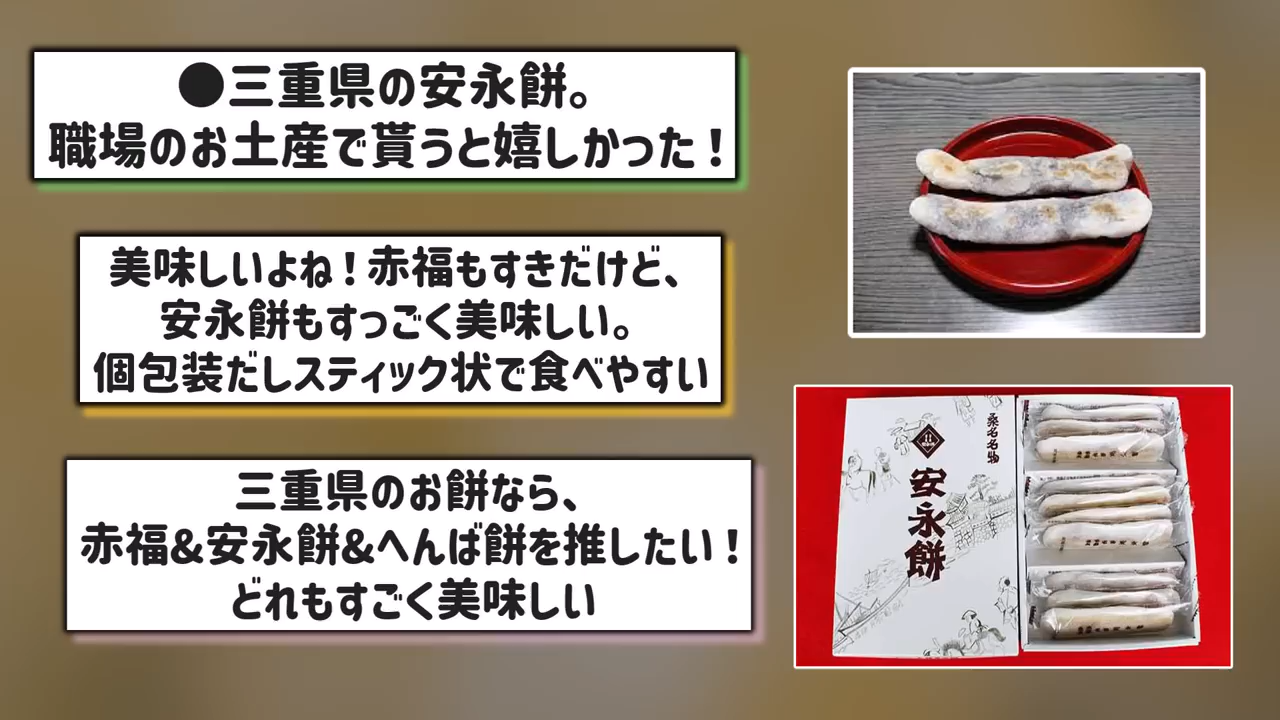 ●三重県の安永餅。
職場のお土産で貰うと嬉しかった！
美味しいよね！赤福もすきだけど、
安永餅もすっごく美味しい。
個包装だしスティック状で食べやすい
三重県のお餅なら、
赤福&安永餅&へんば餅を推したい！
どれもすごく美味しい
桑名名物
安永餅